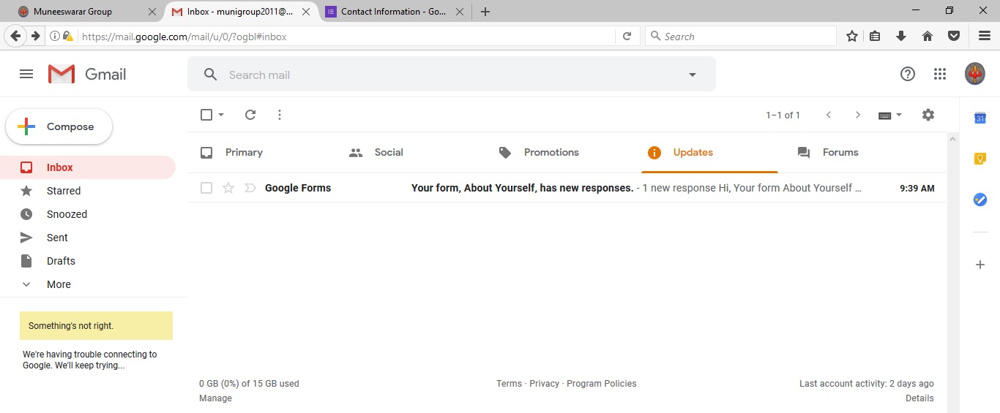 Muneeswarar Group
Inbox - munigroup2011@...
Contact Information - Go...
https://mail.google.com/mail/u/0/?ogbl#inbox
Search
Gmail
Search mail
Compose
1–1 of 1
31
Primary
Social
Promotions
Updates
Forums
Inbox
Google Forms
Your form, About Yourself, has new responses. - 1 new response Hi, Your form About Yourself …
9:39 AM
Starred
Snoozed
Sent
Drafts
More
Something's not right.
We're having trouble connecting to
Google. We'll keep trying...
0 GB (0%) of 15 GB used
Manage
Terms · Privacy · Program Policies
Last account activity: 2 days ago
Details